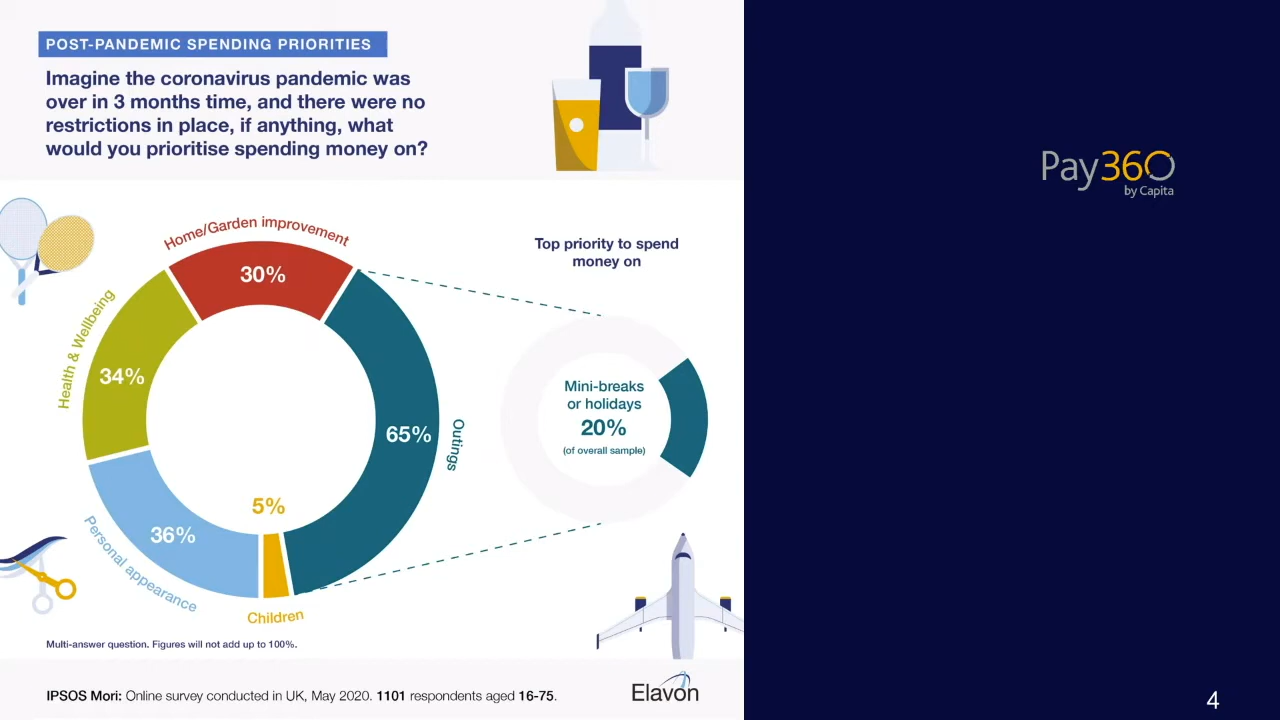 POST-PANDEMIC SPENDING PRIORITIES
Imagine the coronavirus pandemic was
over in 3 months time, and there were no
restrictions in place, if anything, what
would you prioritise spending money on?
Pay360
by Capita
Home/Garden improvement
30%
Top priority to spend
money on
Health & Wellbeing
34%
65%
Outings
Mini-breaks
or holidays
20%
(of overall sample)
5%
36%
Personal appearance
Children
Multi-answer question. Figures will not add up to 100%.
IPSOS Mori: Online survey conducted in UK, May 2020. 1101 respondents aged 16-75.
Elavon
4